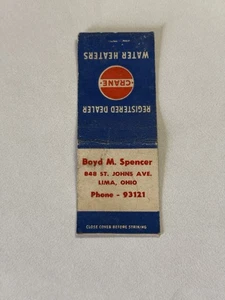 WATER HEATERS
CRANE
REGISTERED DEALER
Boyd M. Spencer
848 ST. JOHNS AVE.
LIMA, OHIO
Phone - 93121
CLOSE COVER BEFORE STRIKING